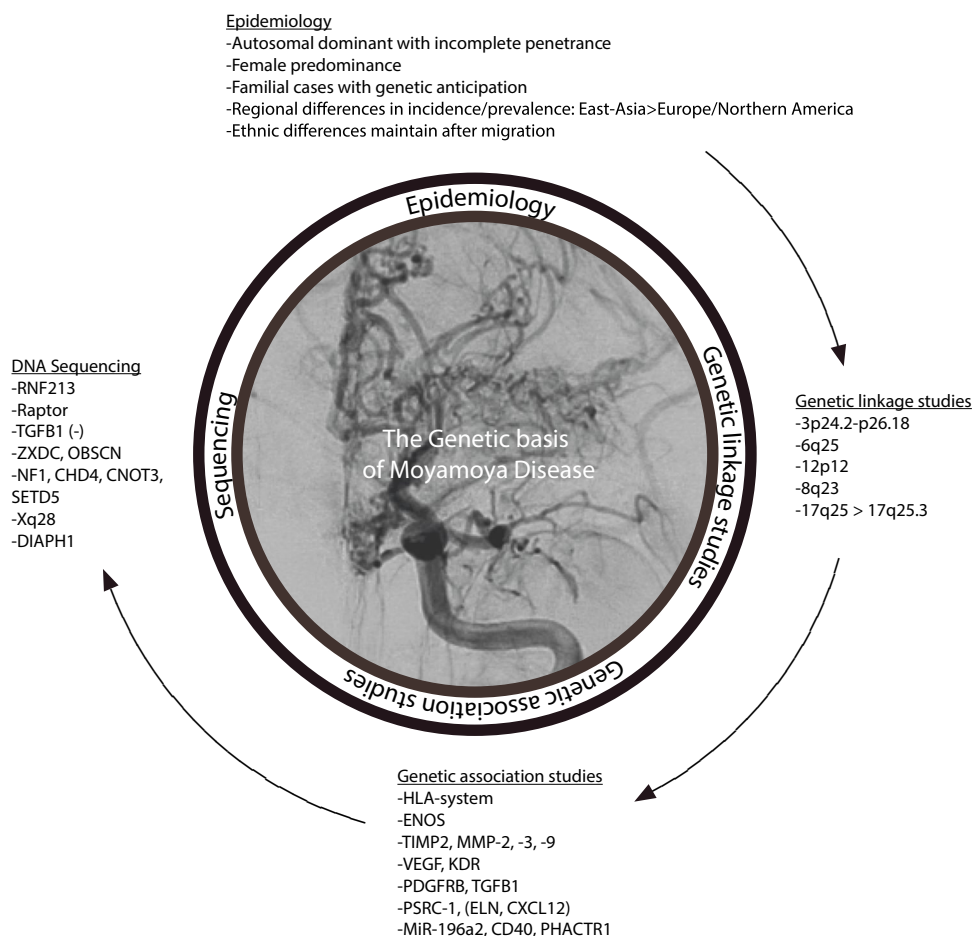 Epidemiology
-Autosomal dominant with incomplete penetrance
-Female predominance
-Familial cases with genetic anticipation
-Regional differences in incidence/prevalence: East-Asia>Europe/Northern America
-Ethnic differences maintain after migration
Epidemiology
Genetic linkage studies
Genetic association studies
Sequencing
The Genetic basis
of Moyamoya Disease
Genetic linkage studies
-3p24.2-p26.18
-6q25
-12p12
-8q23
-17q25 > 17q25.3
Genetic association studies
-HLA-system
-ENOS
-TIMP2, MMP-2, -3, -9
-VEGF, KDR
-PDGFRB, TGFB1
-PSRC-1, (ELN, CXCL12)
-MiR-196a2, CD40, PHACTR1
DNA Sequencing
-RNF213
-Raptor
-TGFB1 (-)
-ZXDC, OBSCN
-NF1, CHD4, CNOT3,
SETD5
-Xq28
-DIAPH1